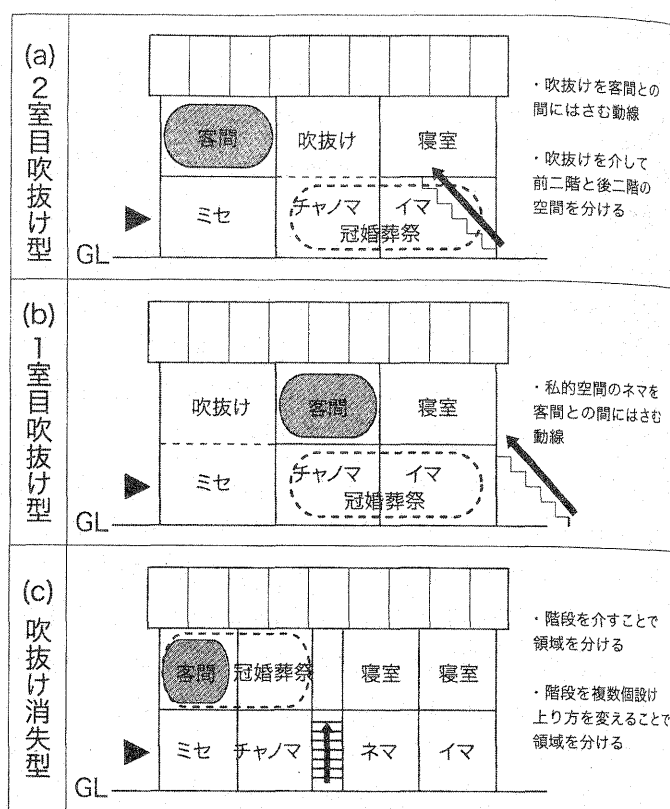 (a)2室目吹抜け型
客間 吹抜け 寝室
ミセ チャノマ イマ
冠婚葬祭
GL
・吹抜けを客間との
間にはさむ動線
・吹抜けを介して
前二階と後二階の
空間を分ける
(b)1室目吹抜け型
吹抜け 客間 寝室
ミセ チャノマ イマ
冠婚葬祭
GL
・私的空間のネマを
客間との間にはさむ
動線
(c)吹抜け消失型
客間 冠婚葬祭 寝室 寝室
ミセ チャノマ ネマ イマ
GL
・階段を介すことで
領域を分ける
・階段を複数個設け
上り方を変えることで
領域を分ける